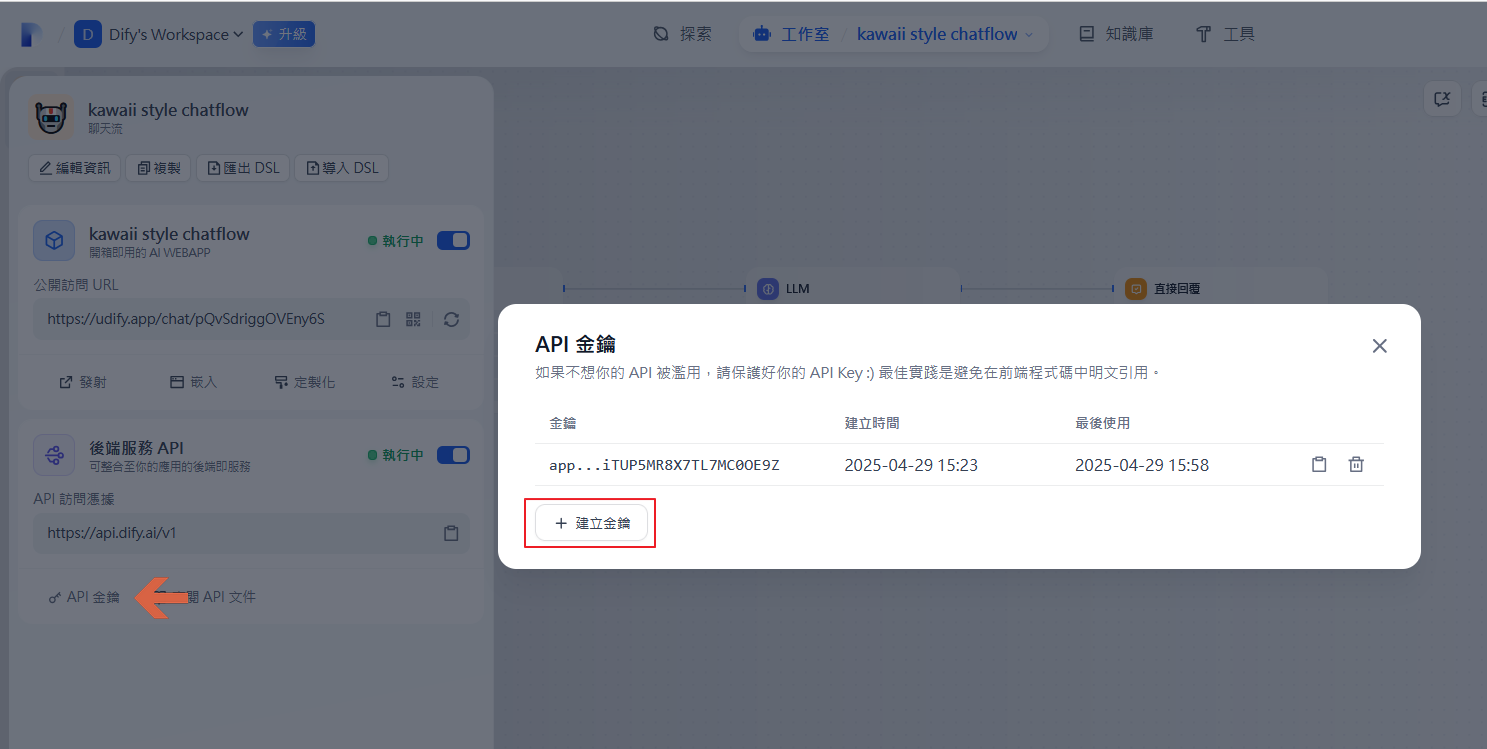 D Dify's Workspace 升級 探索 工作室 / kawaii style chatflow 知識庫 工具
kawaii style chatflow
聊天流
編輯資訊 複製 匯出 DSL 導入 DSL
kawaii style chatflow
開箱即用的 AI WEBAPP
執行中
公開訪問 URL
https://udify.app/chat/pQvSdriggOVEny6S
發射 嵌入 定製化 設定
後端服務 API
可整合至你的應用的後端即服務
執行中
API 訪問憑據
https://api.dify.ai/v1
API 金鑰 閱 API 文件
LLM 直接回覆
API 金鑰
如果不想你的 API 被濫用，請保護好你的 API Key :) 最佳實踐是避免在前端程式碼中明文引用。
金鑰 建立時間 最後使用
app...iTUP5MR8X7TL7MC0OE9Z 2025-04-29 15:23 2025-04-29 15:58
+ 建立金鑰